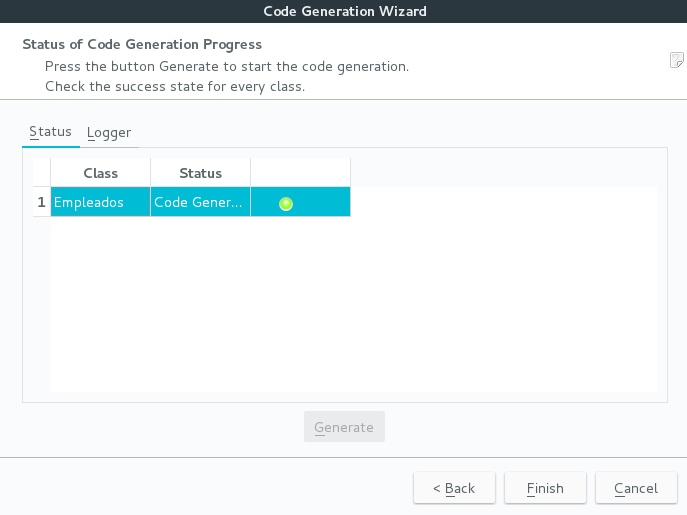 Code Generation Wizard
Status of Code Generation Progress
Press the button Generate to start the code generation.
Check the success state for every class.
Status Logger
Class Status
1 Empleados Code Gener...
Generate
< Back Finish Cancel